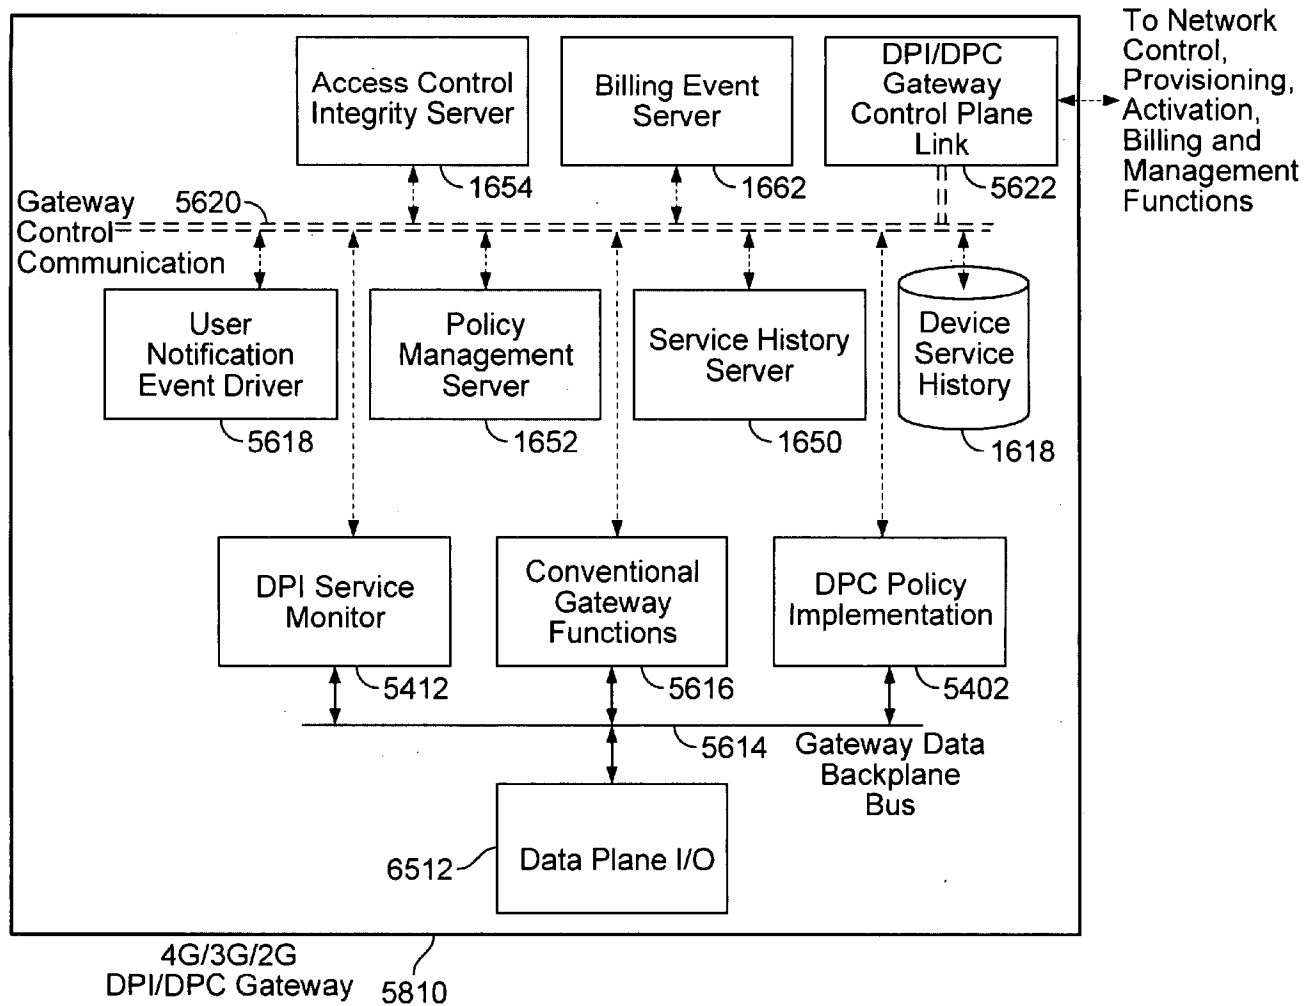 To Network
Control,
Provisioning,
Activation,
Billing and
Management
Functions
Access Control
Integrity Server
1654
Billing Event
Server
1662
DPI/DPC
Gateway
Control Plane
Link
5622
Gateway
Control
Communication
5620
User
Notification
Event Driver
5618
Policy
Management
Server
1652
Service History
Server
1650
Device
Service
History
1618
DPI Service
Monitor
5412
Conventional
Gateway
Functions
5616
DPC Policy
Implementation
5402
5614
Gateway Data
Backplane
Bus
Data Plane I/O
6512
4G/3G/2G
DPI/DPC Gateway
5810